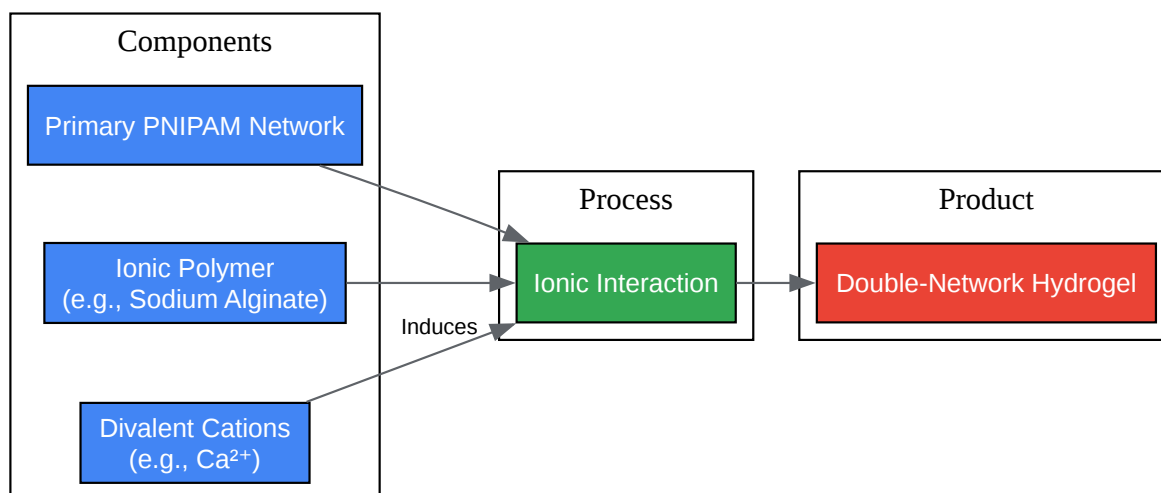 Components
Primary PNIPAM Network
Ionic Polymer
(e.g., Sodium Alginate)
Divalent Cations
(e.g., Ca²⁺)
Induces
Process
Ionic Interaction
Product
Double-Network Hydrogel